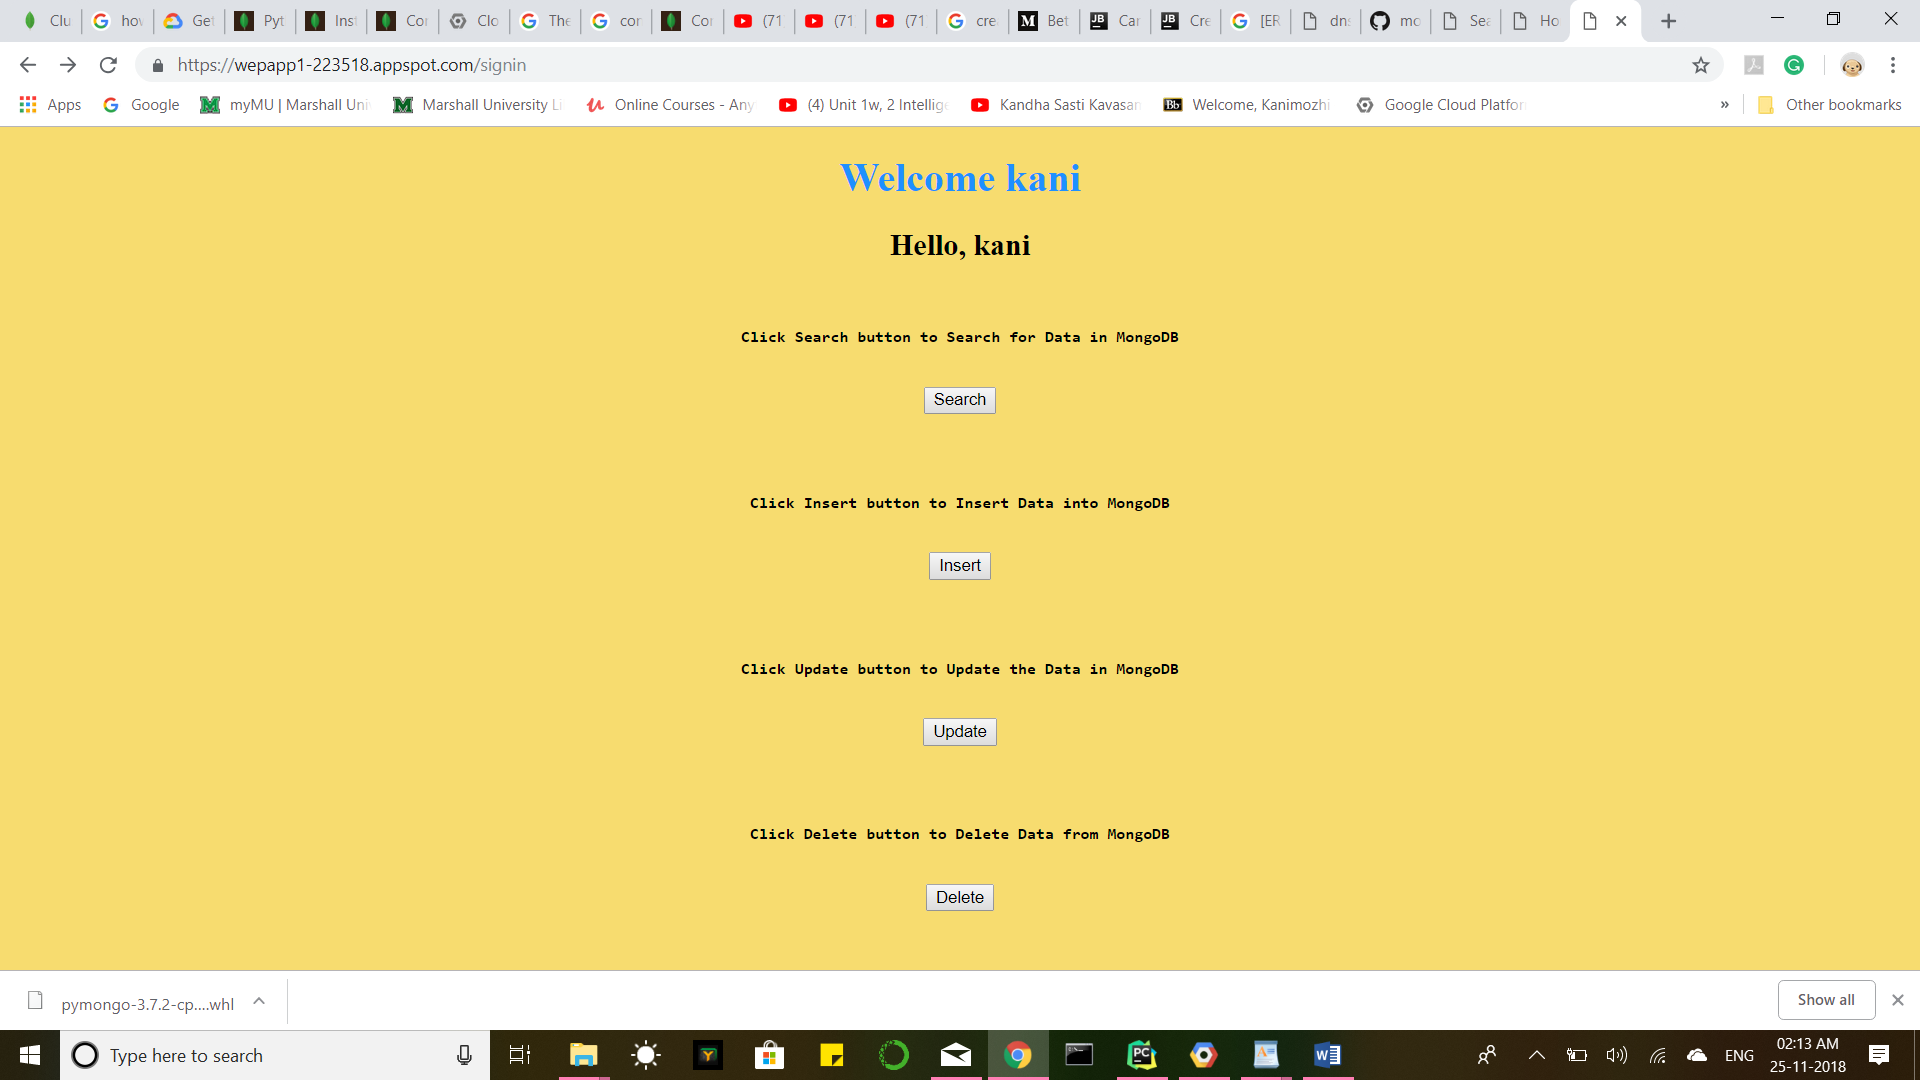 Clu
how
Get
Pyt
Inst
Cor
Clo
The
cor
Cor
(71
(71
(71
cre
Bet
Car
Cre
[ER
dns
mo
Sea
Ho
https://wepapp1-223518.appspot.com/signin
Apps
Google
myMU | Marshall Uni
Marshall University Li
Online Courses - Any
(4) Unit 1w, 2 Intellige
Kandha Sasti Kavasam
Welcome, Kanimozhi
Google Cloud Platfor
»
Other bookmarks
Welcome kani
Hello, kani
Click Search button to Search for Data in MongoDB
Search
Click Insert button to Insert Data into MongoDB
Insert
Click Update button to Update the Data in MongoDB
Update
Click Delete button to Delete Data from MongoDB
Delete
pymongo-3.7.2-cp....whl
Show all
Type here to search
ENG
02:13 AM
25-11-2018